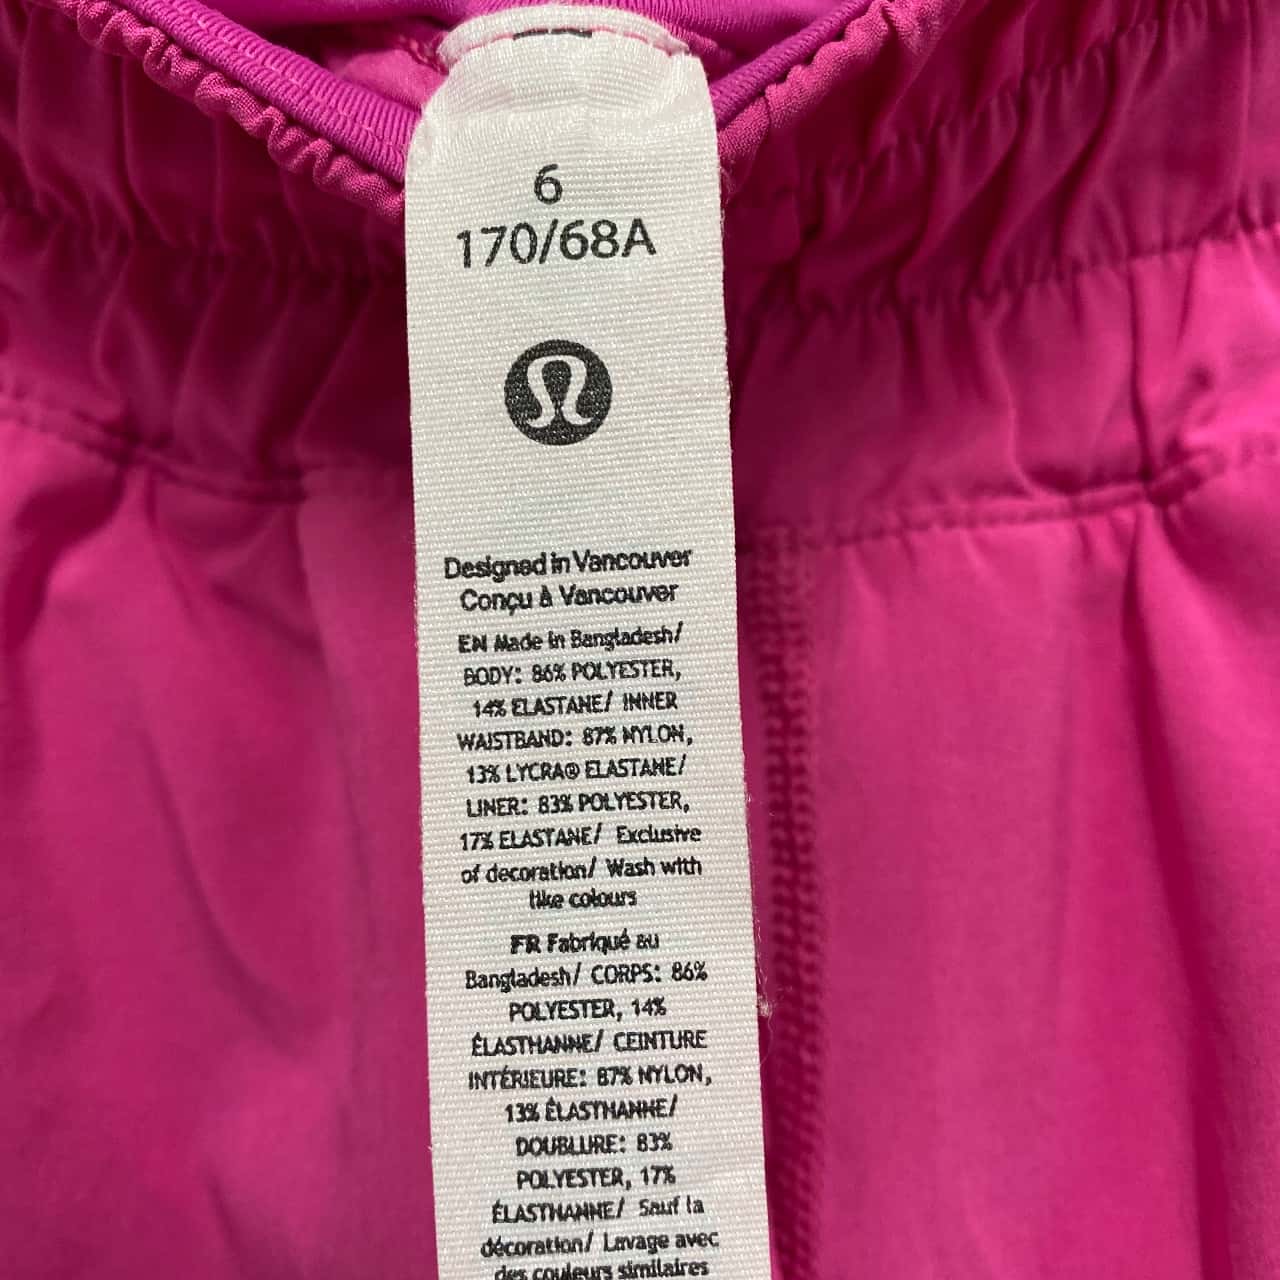 6
170/68A
Designed in Vancouver
Conçu à Vancouver
EN Made in Bangladesh/
BODY: 86% POLYESTER,
14% ELASTANE/ INNER
WAISTBAND: 87% NYLON,
13% LYCRA® ELASTANE/
LINER: 83% POLYESTER,
17% ELASTANE/ Exclusive
of decoration/ Wash with
like colours
FR Fabriqué au
Bangladesh/ CORPS: 86%
POLYESTER, 14%
ÉLASTHANNE/ CEINTURE
INTÉRIEURE: 87% NYLON,
13% ÉLASTHANNE/
DOUBLURE: 83%
POLYESTER, 17%
ÉLASTHANNE/ Sauf la
décoration/ Lavage avec
des couleurs similaires